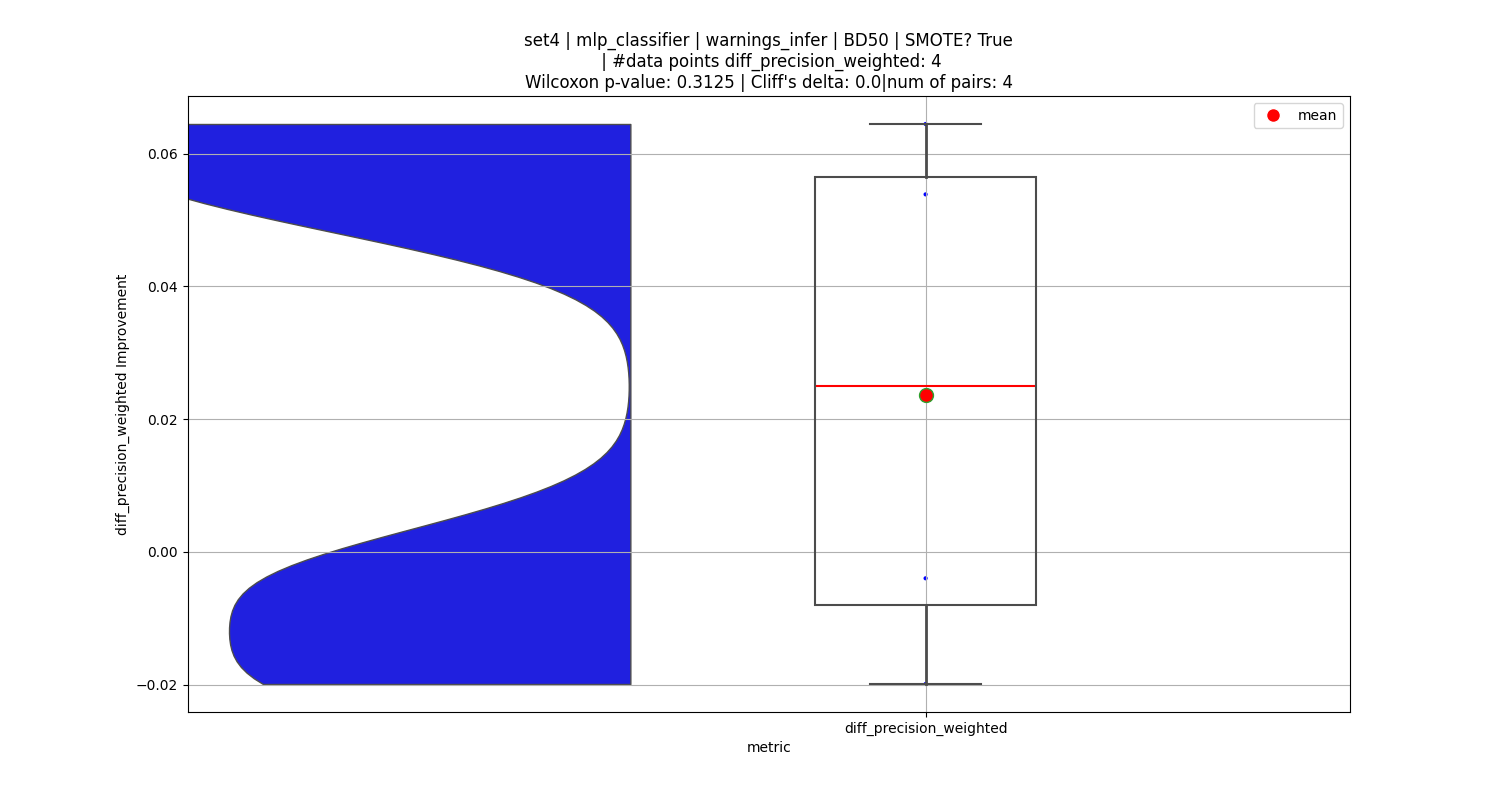 set4 | mlp_classifier | warnings_infer | BD50 | SMOTE? True
| #data points diff_precision_weighted: 4
Wilcoxon p-value: 0.3125 | Cliff's delta: 0.0|num of pairs: 4
mean
0.06
0.04
0.02
0.00
−0.02
diff_precision_weighted Improvement
diff_precision_weighted
metric